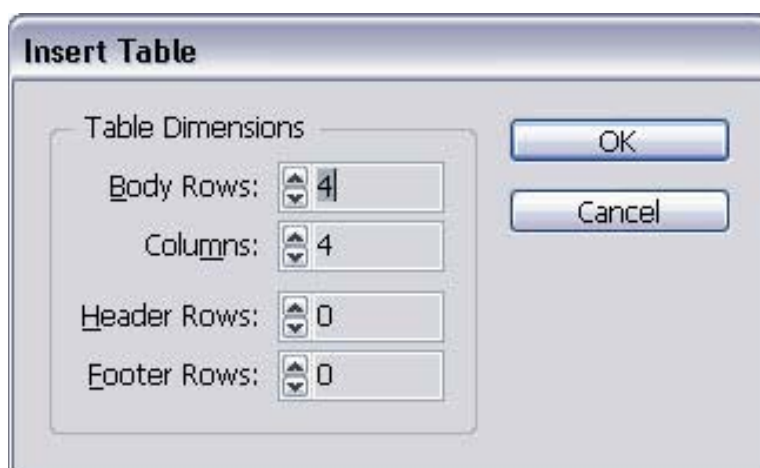 Insert Table
Table Dimensions
Body Rows: 4
Columns: 4
Header Rows: 0
Footer Rows: 0
OK
Cancel